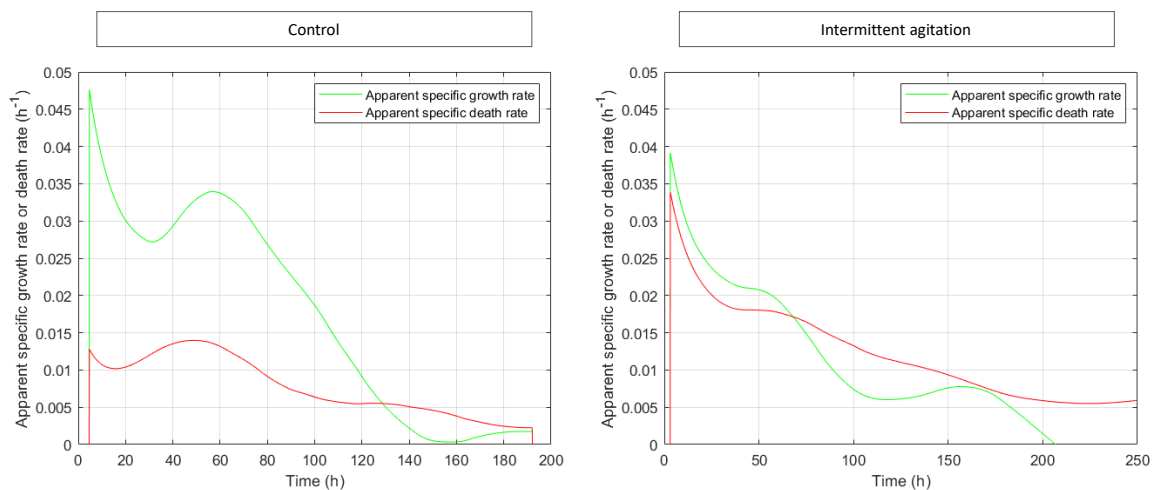 Control
Intermittent agitation
0.05
0.045
0.04
0.035
0.03
0.025
0.02
0.015
0.01
0.005
0
Apparent specific growth rate or death rate (h-1)
Apparent specific growth rate
Apparent specific death rate
0 20 40 60 80 100 120 140 160 180 200
Time (h)
0.05
0.045
0.04
0.035
0.03
0.025
0.02
0.015
0.01
0.005
0
Apparent specific growth rate or death rate (h-1)
Apparent specific growth rate
Apparent specific death rate
0 50 100 150 200 250
Time (h)